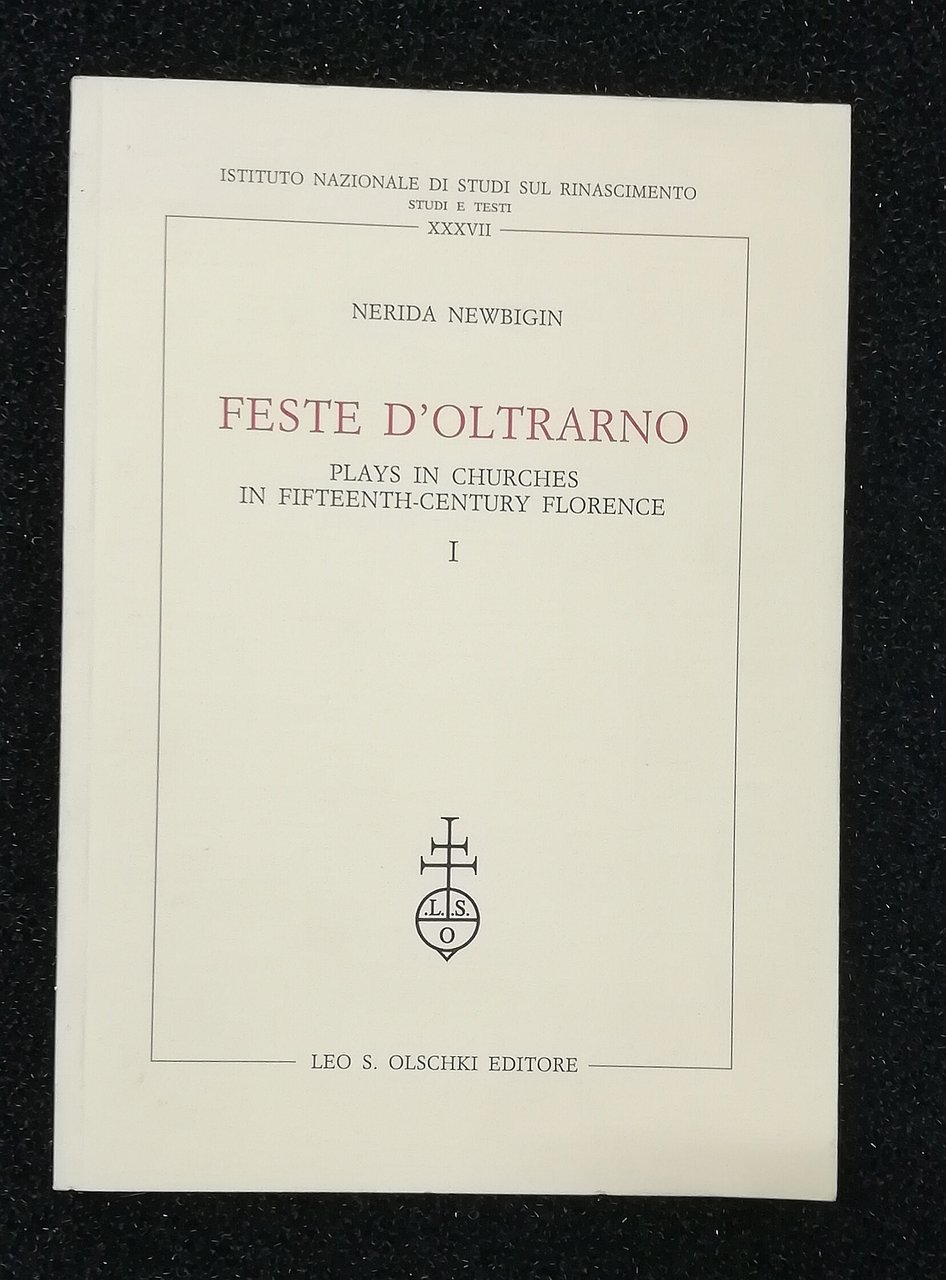 ISTITUTO NAZIONALE DI STUDI SUL RINASCIMENTO
STUDI E TESTI
XXXVII
NERIDA NEWBIGIN
FESTE D'OLTRARNO
PLAYS IN CHURCHES
IN FIFTEENTH-CENTURY FLORENCE
I
.L. .S.
O
LEO S. OLSCHKI EDITORE